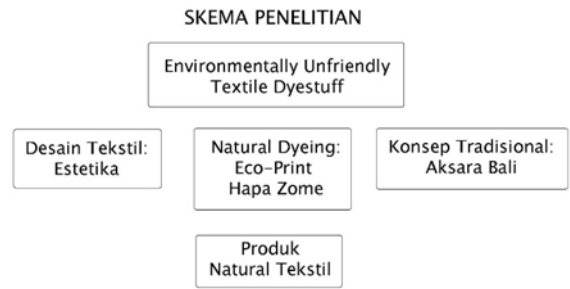 SKEMA PENELITIAN
Environmentally Unfriendly
Textile Dyestuff
Desain Tekstil:
Estetika
Natural Dyeing:
Eco-Print
Hapa Zome
Konsep Tradisional:
Aksara Bali
Produk
Natural Tekstil